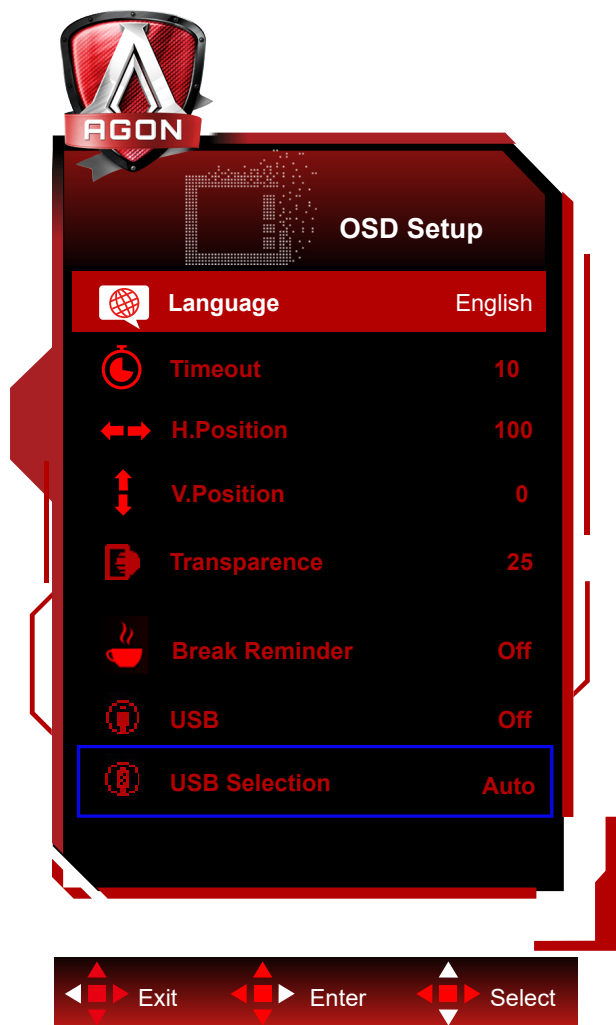 AGON
OSD Setup
Language English
Timeout 10
H.Position 100
V.Position 0
Transparence 25
Break Reminder Off
USB Off
USB Selection Auto
Exit Enter Select